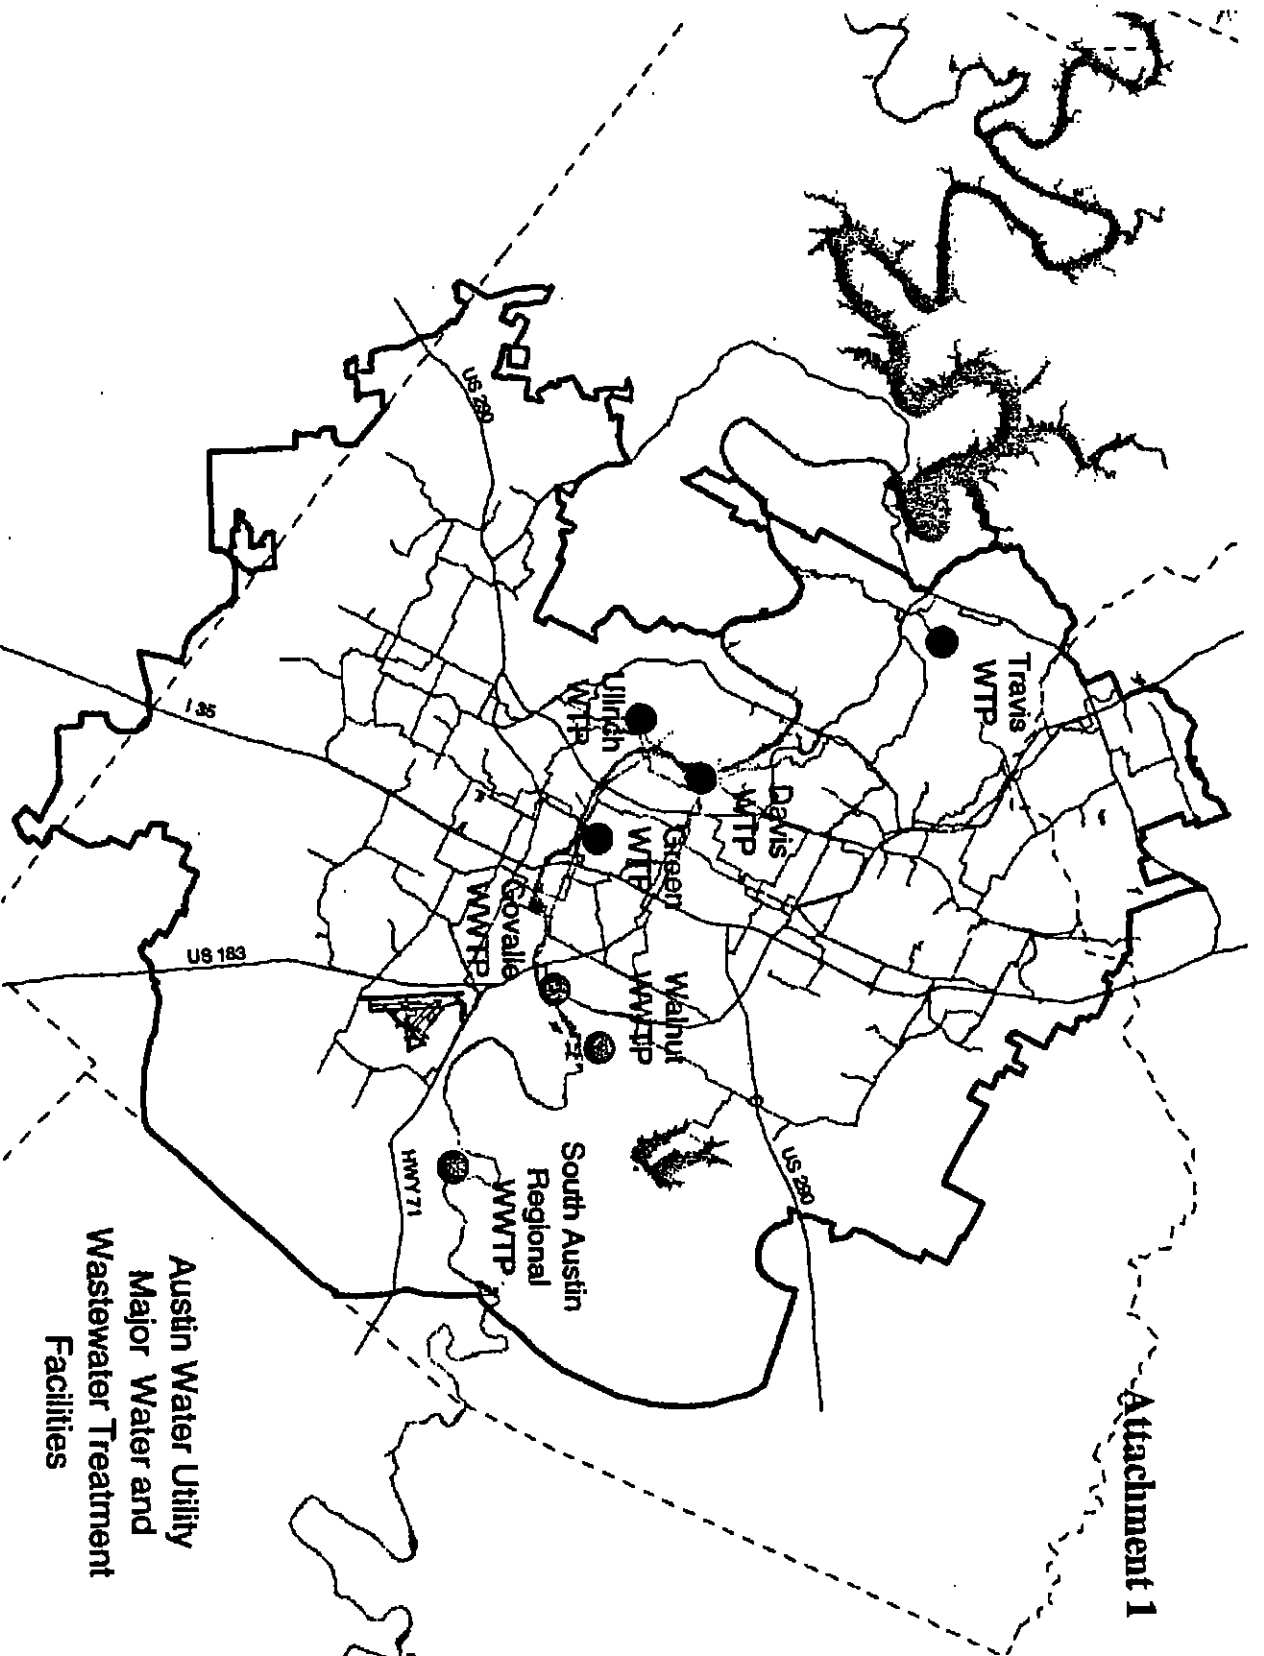 Attachment 1
Travis
WTP
Davis
WTP
Ullrich
WTP
Green
WTP
Walnut
WWTP
Govalle
WWTP
South Austin
Regional
WWTP
US 290
US 290
I 35
US 183
HWY 71
Austin Water Utility
Major Water and
Wastewater Treatment
Facilities